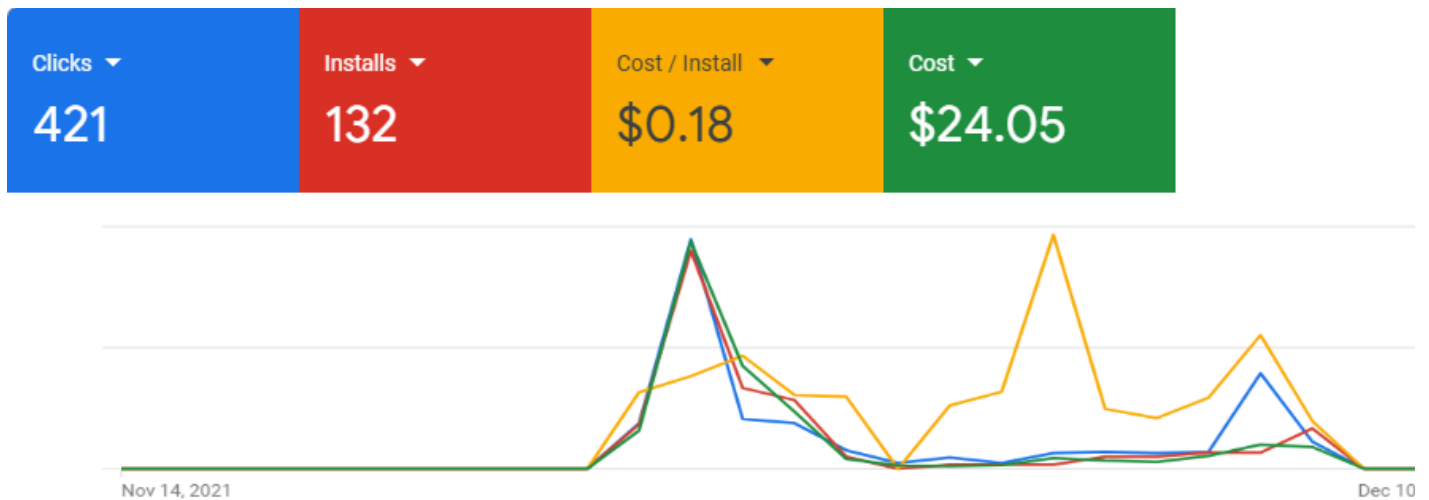 Clicks
Installs
Cost / Install
Cost
421
132
$0.18
$24.05
Nov 14, 2021
Dec 10